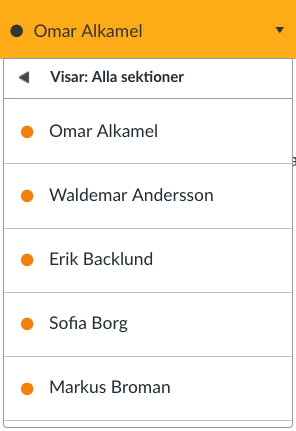 Omar Alkamel
Visar: Alla sektioner
Omar Alkamel
Waldemar Andersson
Erik Backlund
Sofia Borg
Markus Broman